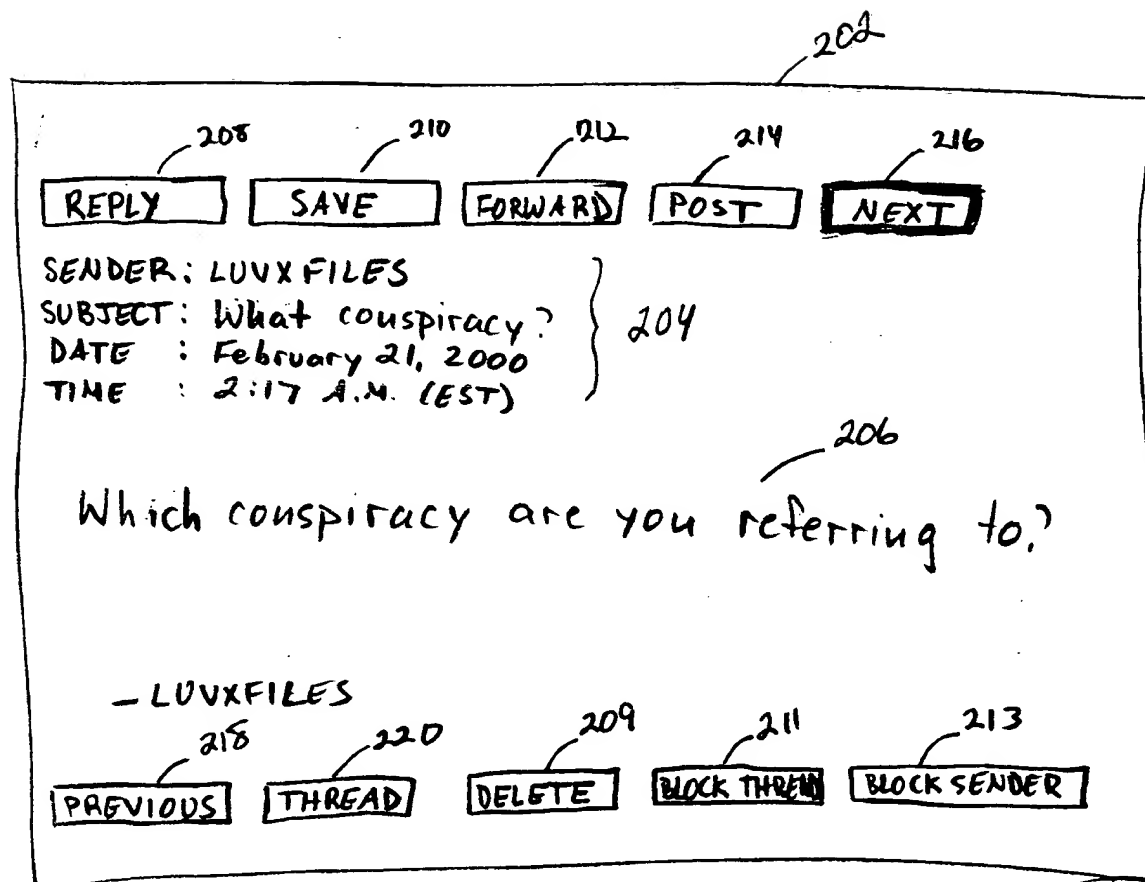 202
208 210 212 214 216
REPLY SAVE FORWARD POST NEXT
SENDER: LUVXFILES
SUBJECT: What conspiracy?
DATE : February 21, 2000
TIME : 2:17 A.M. (EST)
204
206
Which conspiracy are you referring to?
– LUVXFILES
218 220 209 211 213
PREVIOUS THREAD DELETE BLOCK THREAD BLOCK SENDER